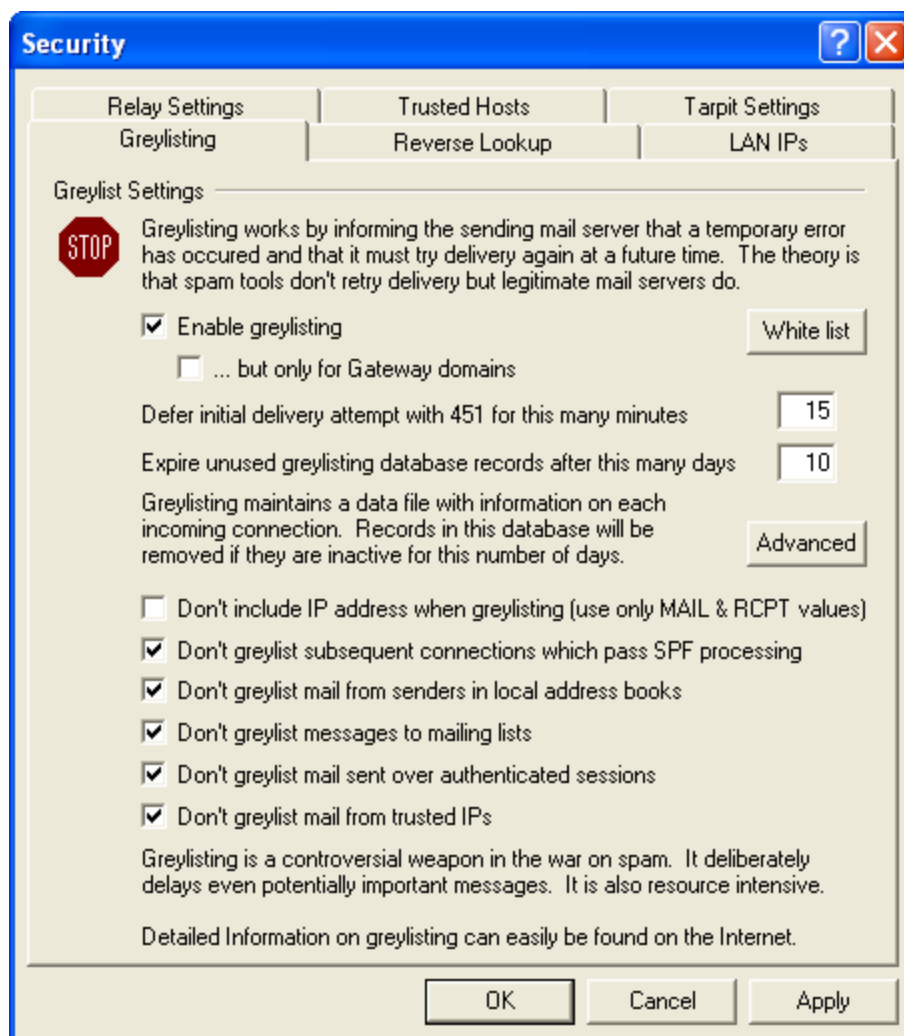 Security
Relay Settings
Trusted Hosts
Tarpit Settings
Greylisting
Reverse Lookup
LAN IPs
Greylist Settings
STOP
Greylisting works by informing the sending mail server that a temporary error
has occured and that it must try delivery again at a future time. The theory is
that spam tools don't retry delivery but legitimate mail servers do.
Enable greylisting
White list
... but only for Gateway domains
Defer initial delivery attempt with 451 for this many minutes
15
Expire unused greylisting database records after this many days
10
Greylisting maintains a data file with information on each
incoming connection. Records in this database will be
removed if they are inactive for this number of days.
Advanced
Don't include IP address when greylisting (use only MAIL & RCPT values)
Don't greylist subsequent connections which pass SPF processing
Don't greylist mail from senders in local address books
Don't greylist messages to mailing lists
Don't greylist mail sent over authenticated sessions
Don't greylist mail from trusted IPs
Greylisting is a controversial weapon in the war on spam. It deliberately
delays even potentially important messages. It is also resource intensive.
Detailed Information on greylisting can easily be found on the Internet.
OK
Cancel
Apply